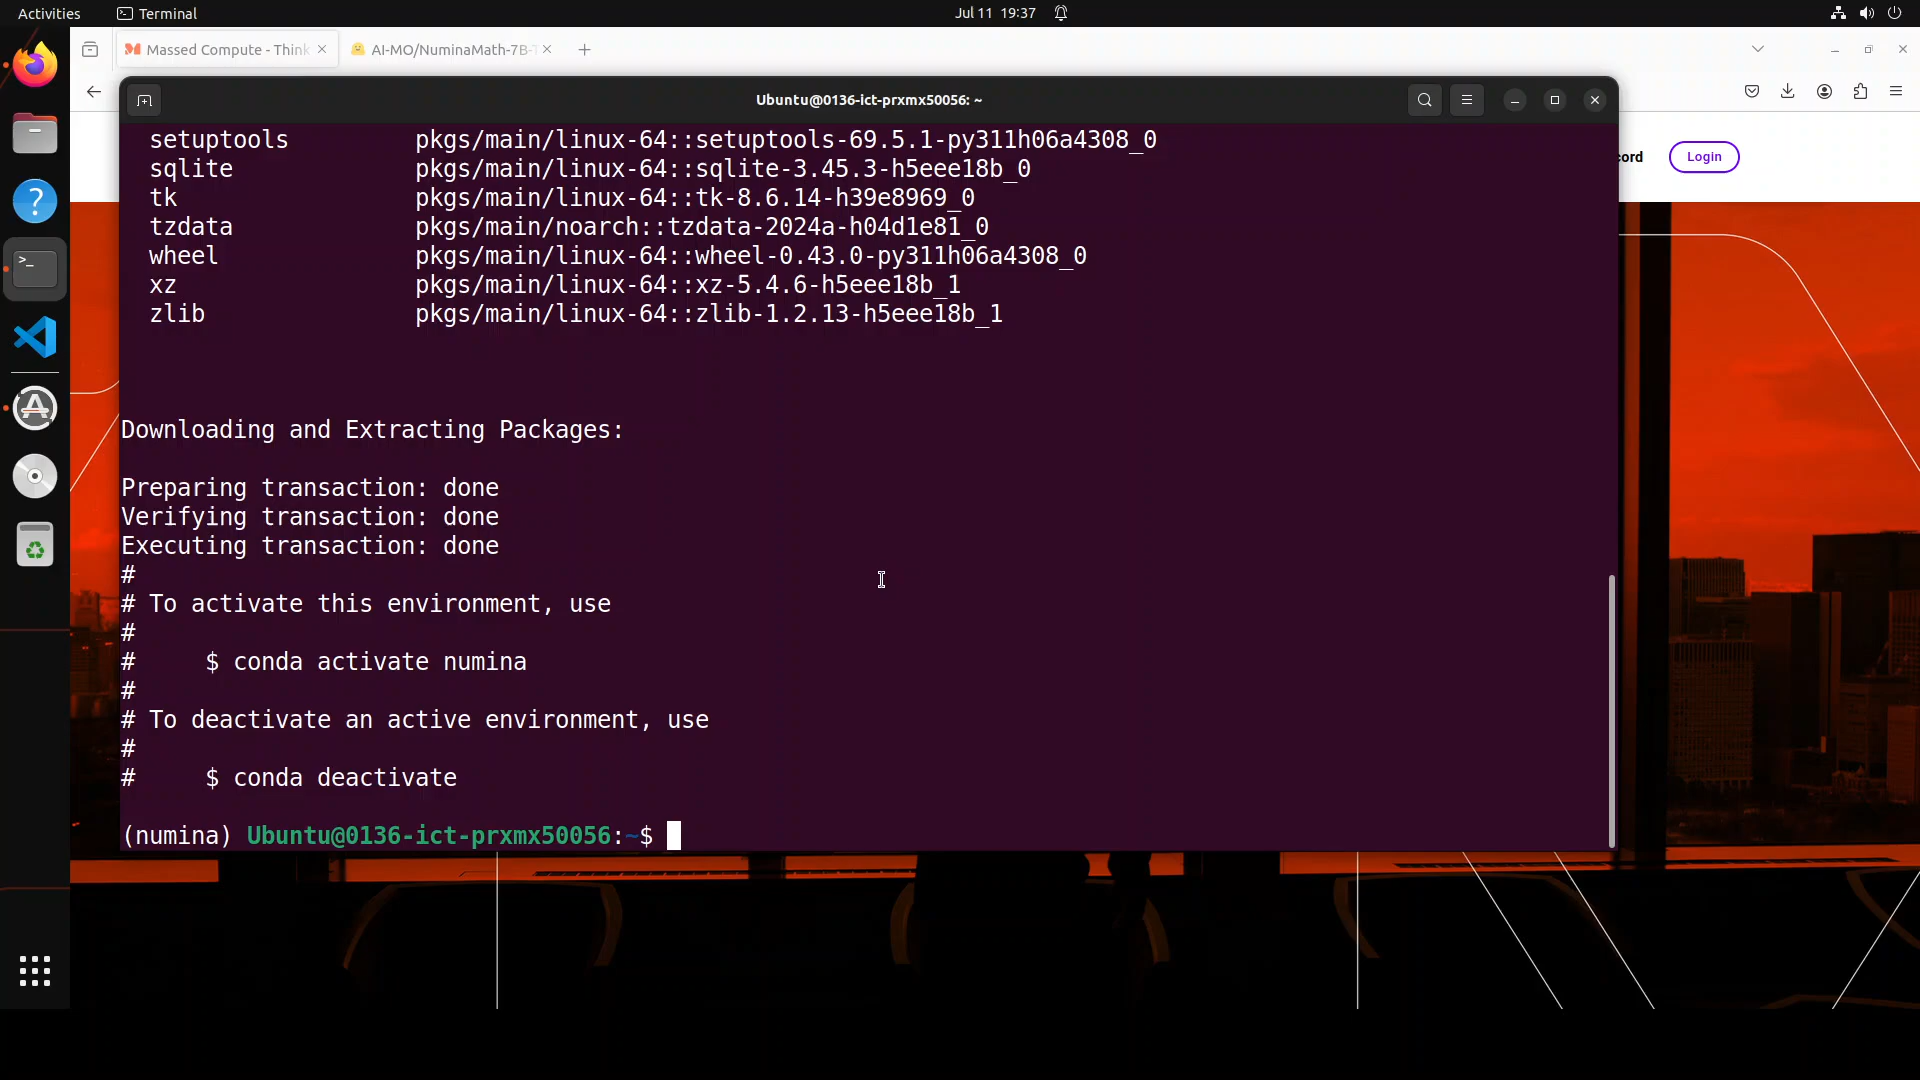 Activities
Terminal
Jul 11 19:37
Massed Compute - Think
AI-MO/NuminaMath-7B-T
Ubuntu@0136-ict-prxmx50056: ~
cord
Login
setuptools pkgs/main/linux-64::setuptools-69.5.1-py311h06a4308_0
sqlite pkgs/main/linux-64::sqlite-3.45.3-h5eee18b_0
tk pkgs/main/linux-64::tk-8.6.14-h39e8969_0
tzdata pkgs/main/noarch::tzdata-2024a-h04d1e81_0
wheel pkgs/main/linux-64::wheel-0.43.0-py311h06a4308_0
xz pkgs/main/linux-64::xz-5.4.6-h5eee18b_1
zlib pkgs/main/linux-64::zlib-1.2.13-h5eee18b_1
Downloading and Extracting Packages:
Preparing transaction: done
Verifying transaction: done
Executing transaction: done
#
# To activate this environment, use
#
# $ conda activate numina
#
# To deactivate an active environment, use
#
# $ conda deactivate
(numina) Ubuntu@0136-ict-prxmx50056:~$